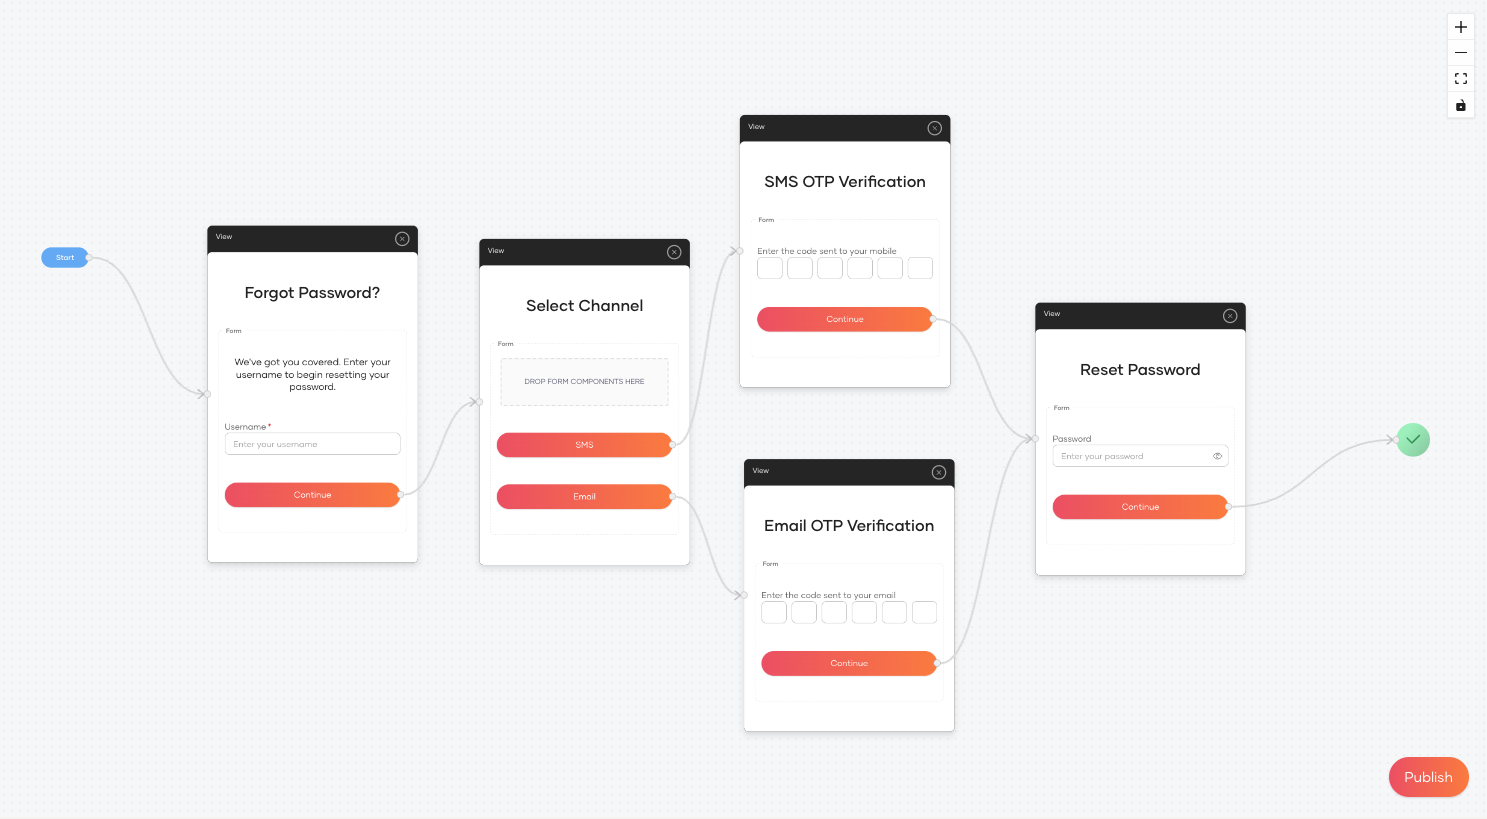 Start
View
Forgot Password?
Form
We've got you covered. Enter your
username to begin resetting your
password.
Username *
Enter your username
Continue
View
Select Channel
Form
DROP FORM COMPONENTS HERE
SMS
Email
View
SMS OTP Verification
Form
Enter the code sent to your mobile
Continue
View
Email OTP Verification
Form
Enter the code sent to your email
Continue
View
Reset Password
Form
Password
Enter your password
Continue
Publish